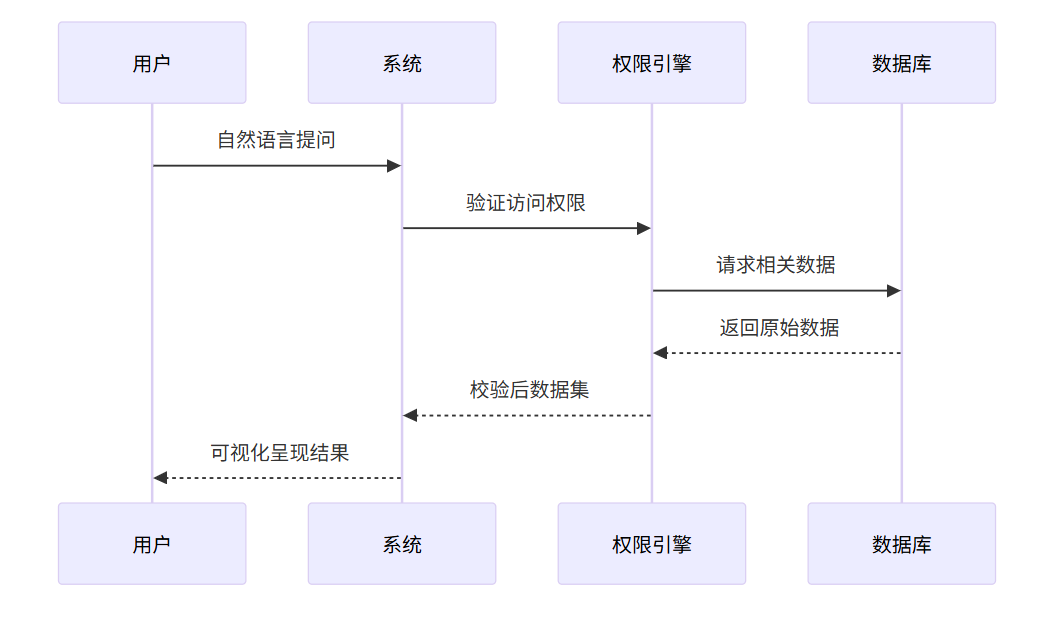 用户
系统
权限引擎
数据库
自然语言提问
验证访问权限
请求相关数据
返回原始数据
校验后数据集
可视化呈现结果
用户
系统
权限引擎
数据库